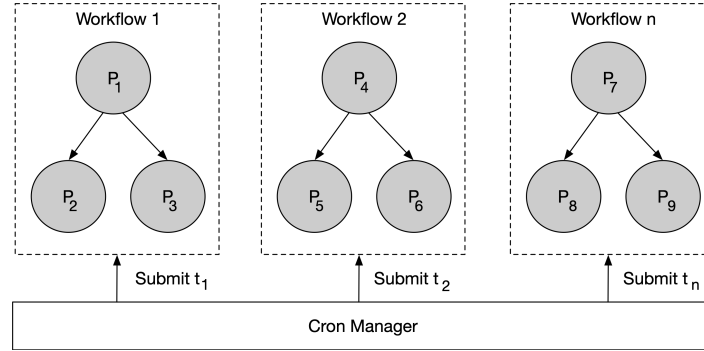 Workflow 1 Workflow 2 Workflow n
P1 P4 P7
P2 P3 P5 P6 P8 P9
Submit t1 Submit t2 Submit tn
Cron Manager